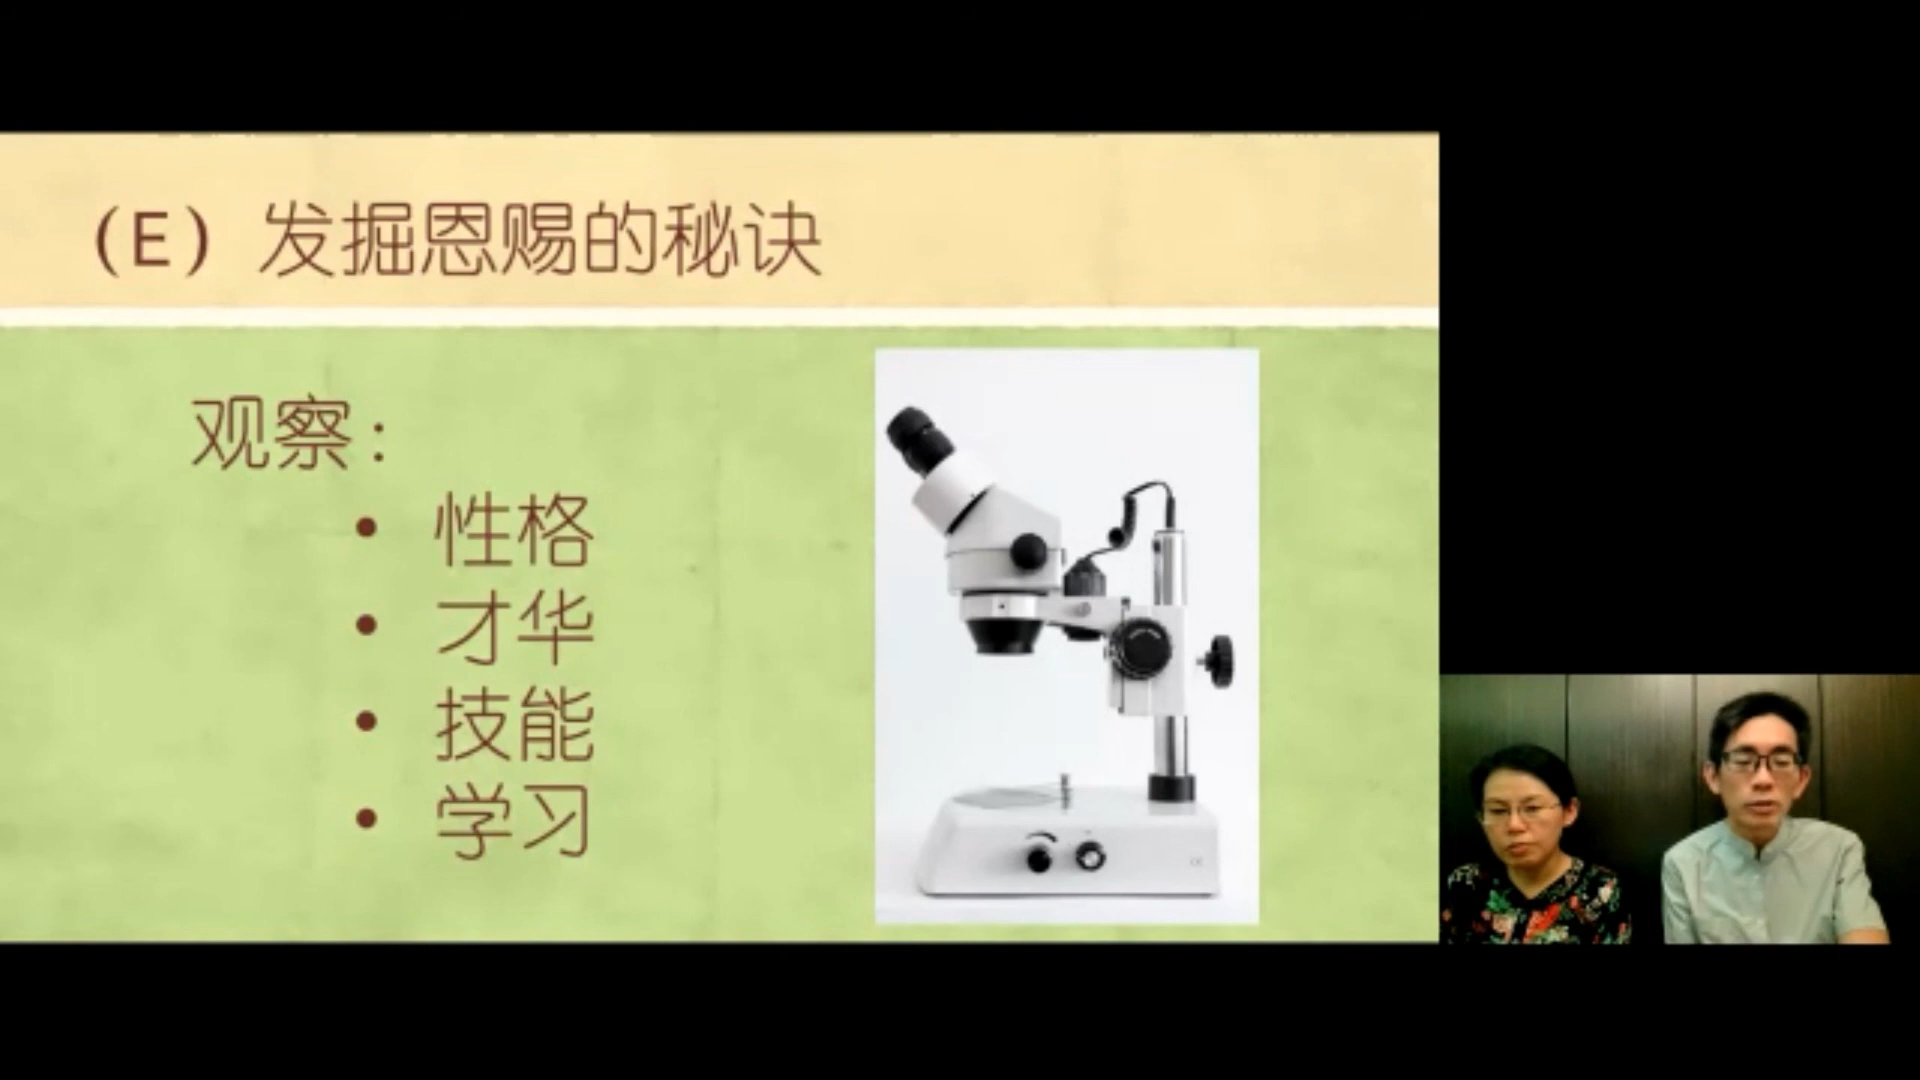 （E）发掘恩赐的秘诀
观察：
• 性格
• 才华
• 技能
• 学习